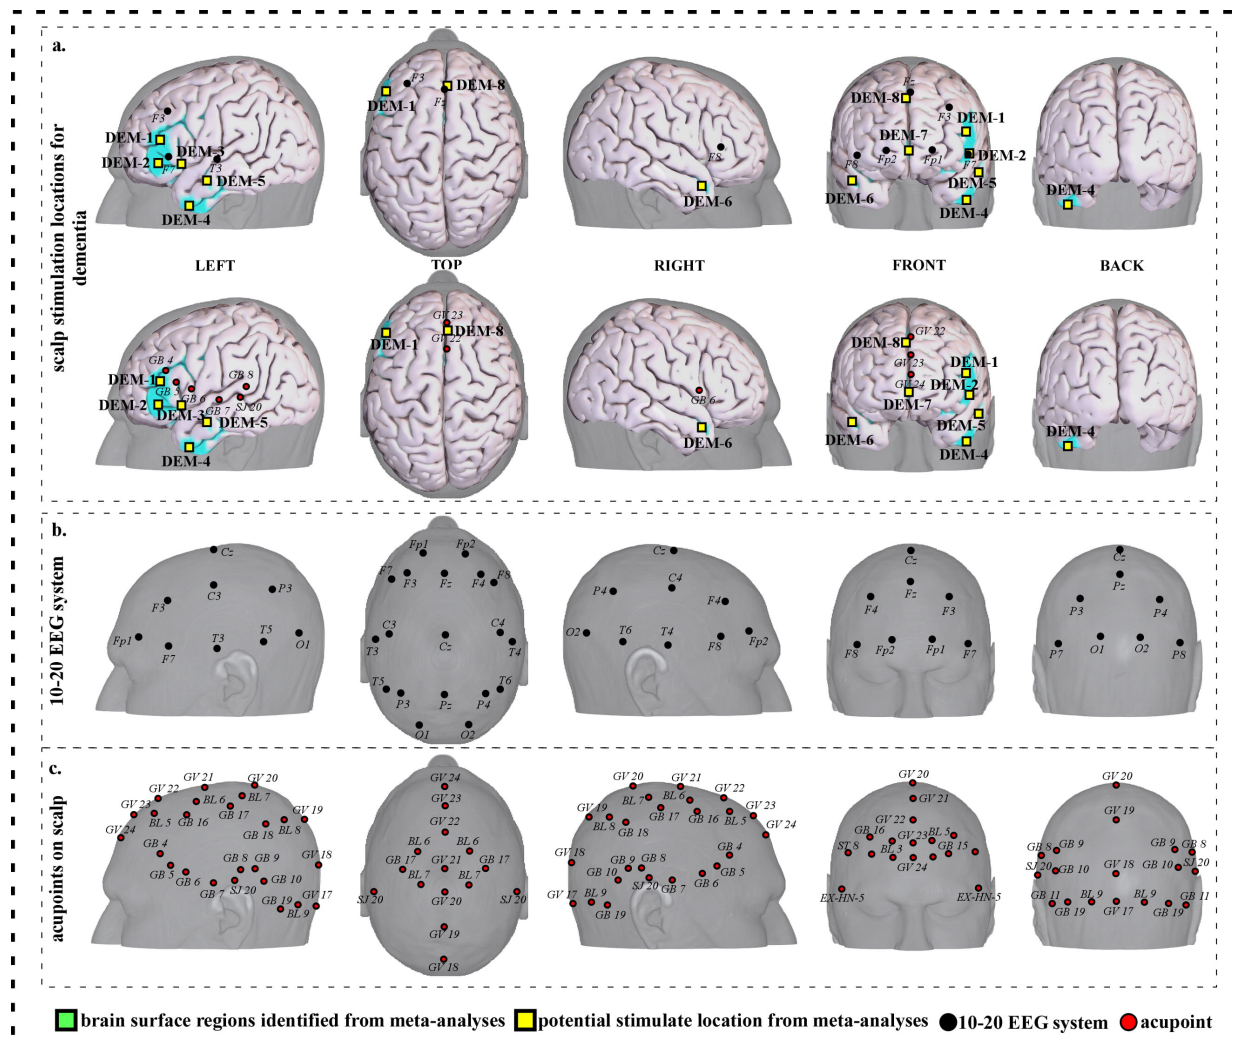 a.
scalp stimulation locations for
dementia
F3
DEM-1
DEM-2
DEM-3
F7
T3
DEM-5
DEM-4
F3
DEM-8
Fz
DEM-1
F8
DEM-6
Fz
DEM-8
F3
DEM-1
DEM-7
F8
Fp2
Fp1
DEM-2
F7
DEM-5
DEM-6
DEM-4
DEM-4
LEFT
TOP
RIGHT
FRONT
BACK
GB 4
DEM-1
GB 5
GB 6
GB 8
DEM-2
DEM-3
GB 7
SJ 20
DEM-5
DEM-4
GV 23
DEM-8
DEM-1
GV 22
GB 6
DEM-6
GV 22
DEM-8
GV 23
DEM-1
GV 24
DEM-2
DEM-7
DEM-5
DEM-6
DEM-4
DEM-4
b.
10-20 EEG system
Cz
C3
P3
F3
Fp1
F7
T3
T5
O1
Fp1
Fp2
F7
F3
Fz
F4
F8
C3
C4
T3
Cz
T4
T5
T6
P3
Pz
P4
O1
O2
Cz
P4
C4
F4
O2
T6
T4
F8
Fp2
Cz
Fz
F4
F3
F8
Fp2
Fp1
F7
Cz
Pz
P3
P4
P7
O1
O2
P8
c.
acupoints on scalp
GV 21
GV 20
GV 22
BL 6
BL 7
GV 23
BL 5
GB 16
GB 17
GV 19
GV 24
GB 18
BL 8
GB 4
GB 5
GB 6
GB 8
GB 9
GV 18
GB 7
SJ 20
GB 10
GV 17
GB 19
BL 9
GV 24
GV 23
GV 22
BL 6
BL 6
GB 17
GV 21
GB 17
BL 7
BL 7
SJ 20
GV 20
SJ 20
GV 19
GV 18
GV 20
GV 21
BL 7
BL 6
GV 22
GV 19
GV 23
BL 8
GB 18
GB 17
GB 16
BL 5
GV 24
GB 4
GV 18
GB 9
GB 8
GB 5
GB 10
SJ 20
GB 7
GB 6
GV 17
BL 9
GB 19
GV 20
GV 21
GV 22
GB 16
GV 23
BL 5
ST 8
BL 3
GB 15
GV 24
EX-HN-5
EX-HN-5
GV 20
GV 19
GB 8
GB 9
GB 9
GB 8
SJ 20
GB 10
GV 18
GB 10
SJ 20
GB 11
BL 9
BL 9
GB 11
GB 19
GV 17
GB 19
brain surface regions identified from meta-analyses
potential stimulate location from meta-analyses
10-20 EEG system
acupoint